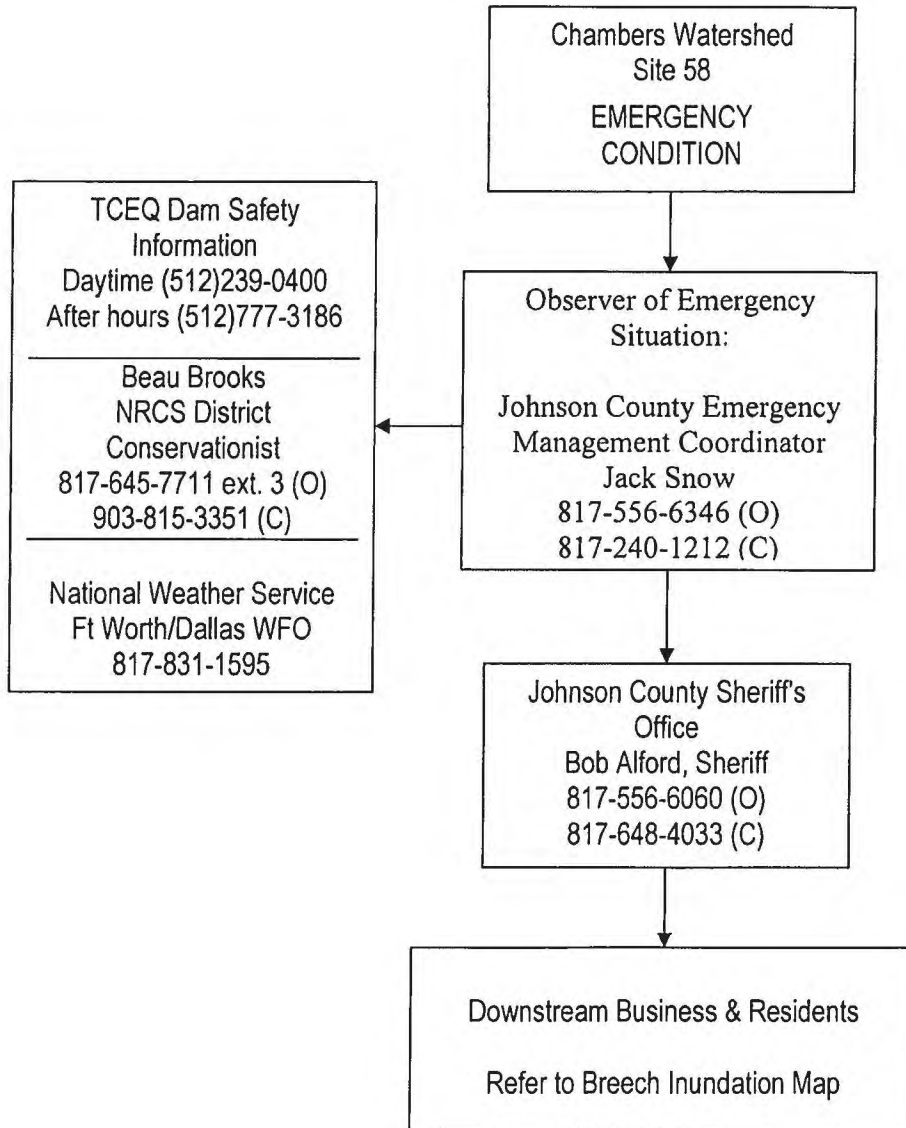 Chambers Watershed
Site 58
EMERGENCY
CONDITION
TCEQ Dam Safety
Information
Daytime (512)239-0400
After hours (512)777-3186
Beau Brooks
NRCS District
Conservationist
817-645-7711 ext. 3 (O)
903-815-3351 (C)
National Weather Service
Ft Worth/Dallas WFO
817-831-1595
Observer of Emergency
Situation:
Johnson County Emergency
Management Coordinator
Jack Snow
817-556-6346 (O)
817-240-1212 (C)
Johnson County Sheriff's
Office
Bob Alford, Sheriff
817-556-6060 (O)
817-648-4033 (C)
Downstream Business & Residents
Refer to Breech Inundation Map